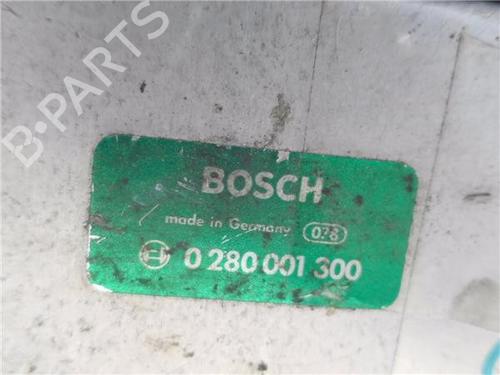 B-PARTS
BOSCH
made in Germany 078
0 280 001 300